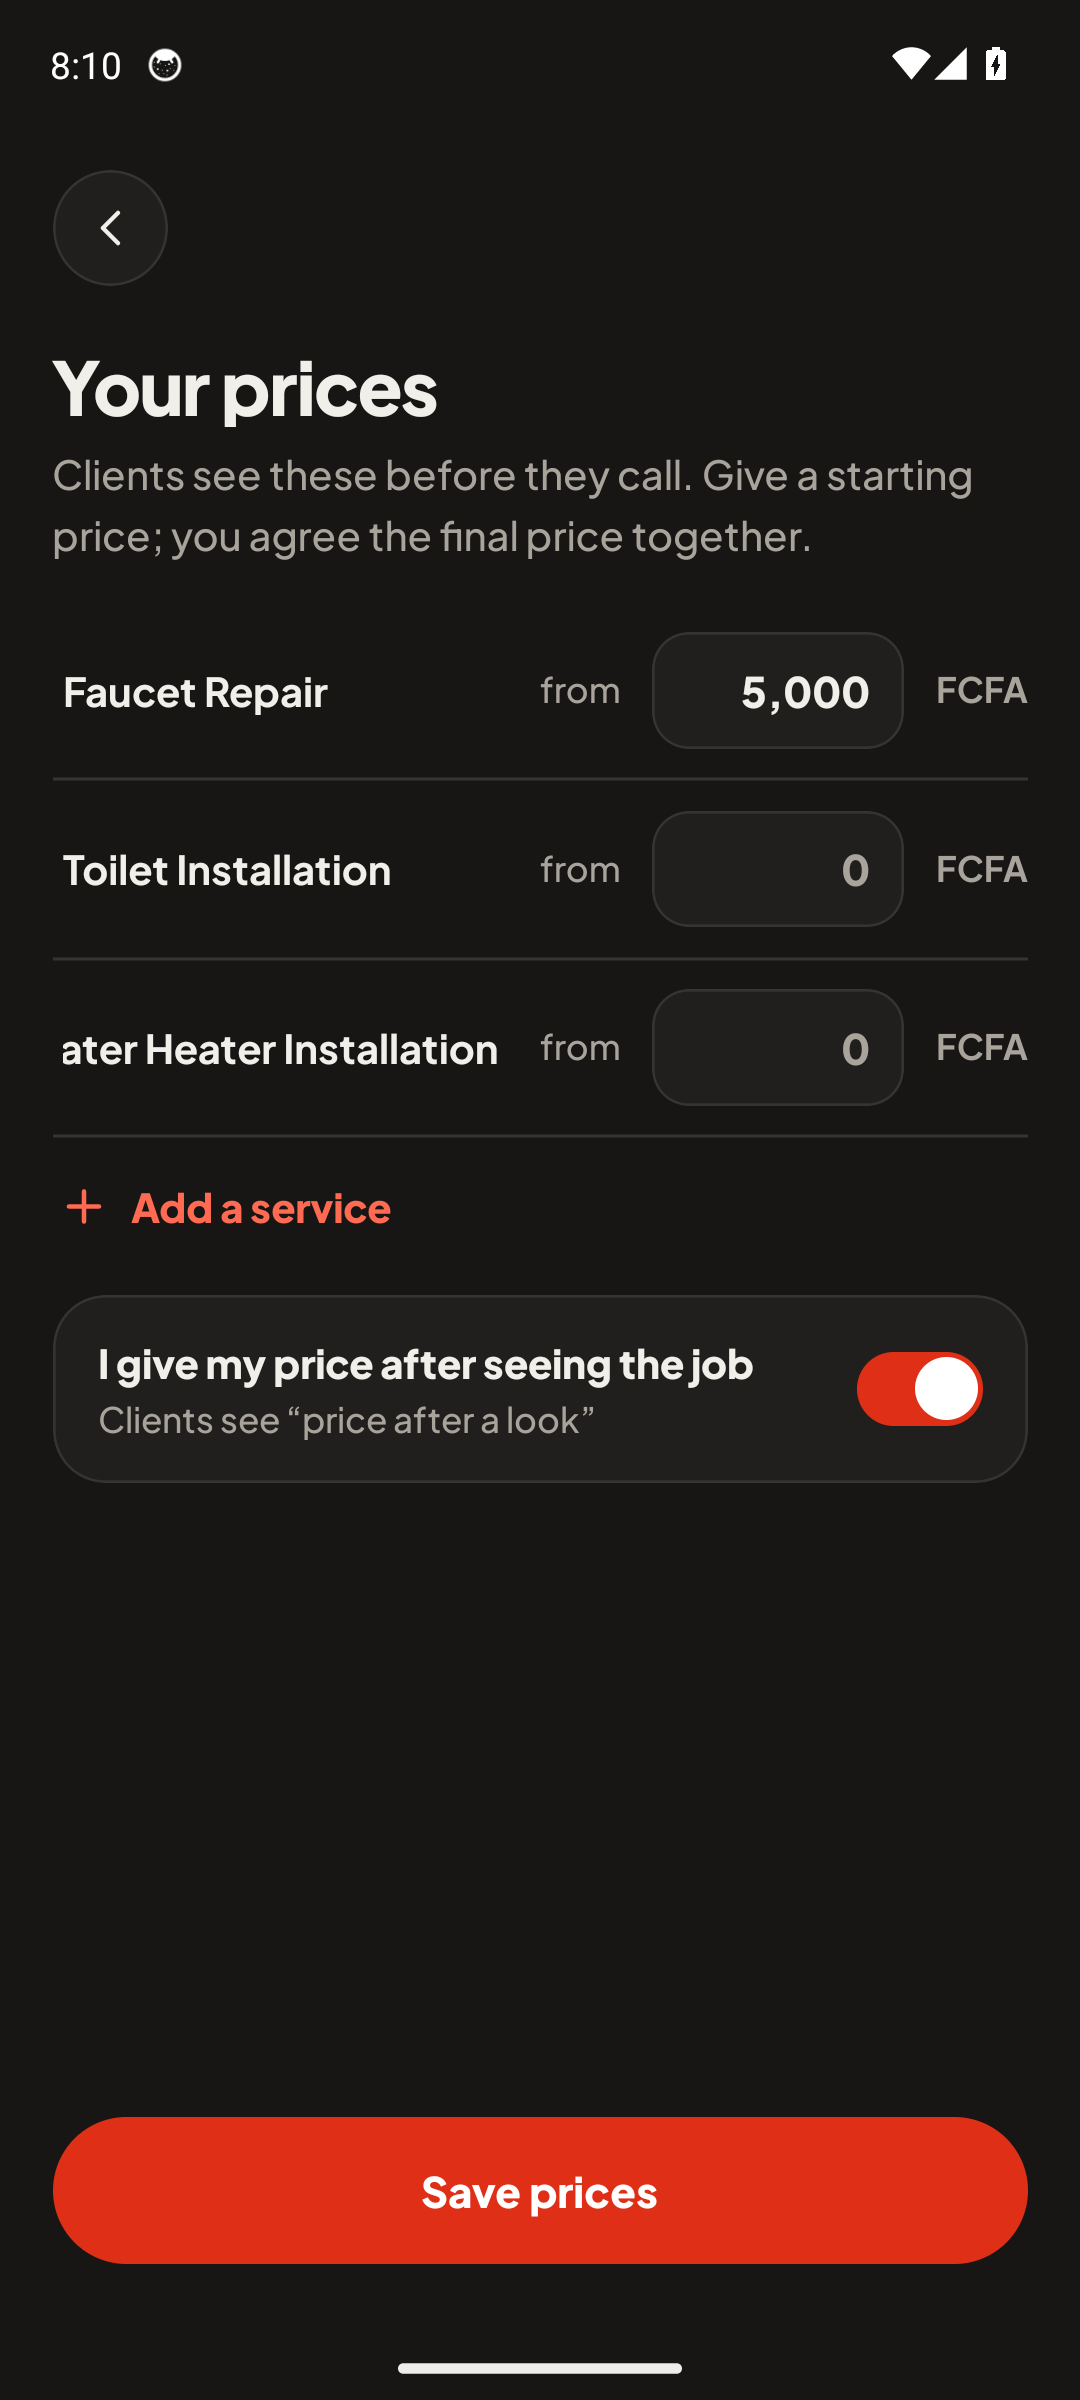 8:10
Your prices
Clients see these before they call. Give a starting
price; you agree the final price together.
Faucet Repair from 5,000 FCFA
Toilet Installation from 0 FCFA
ater Heater Installation from 0 FCFA
+ Add a service
I give my price after seeing the job
Clients see “price after a look”
Save prices